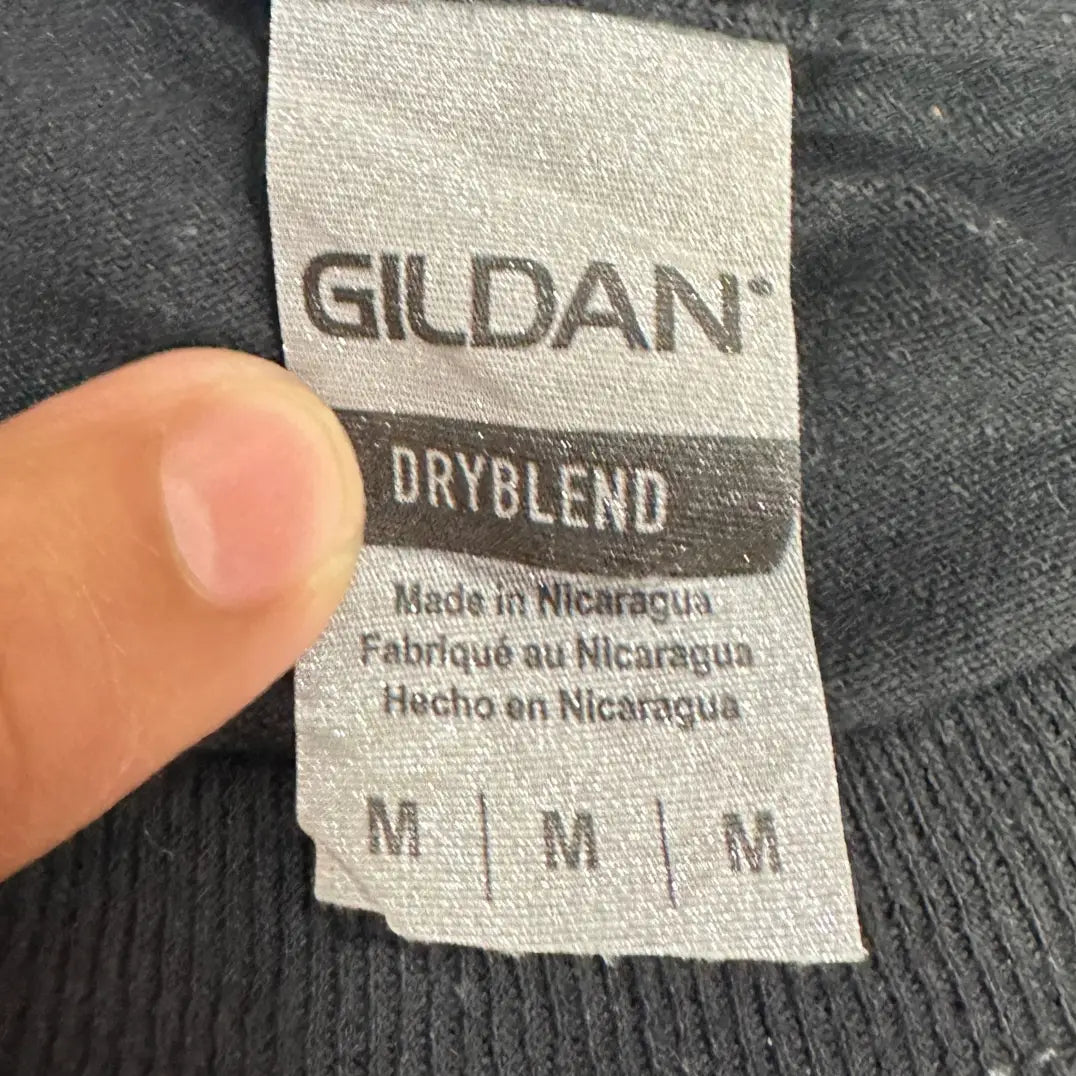 GILDAN
DRYBLEND
Made in Nicaragua
Fabriqué au Nicaragua
Hecho en Nicaragua
M | M | M